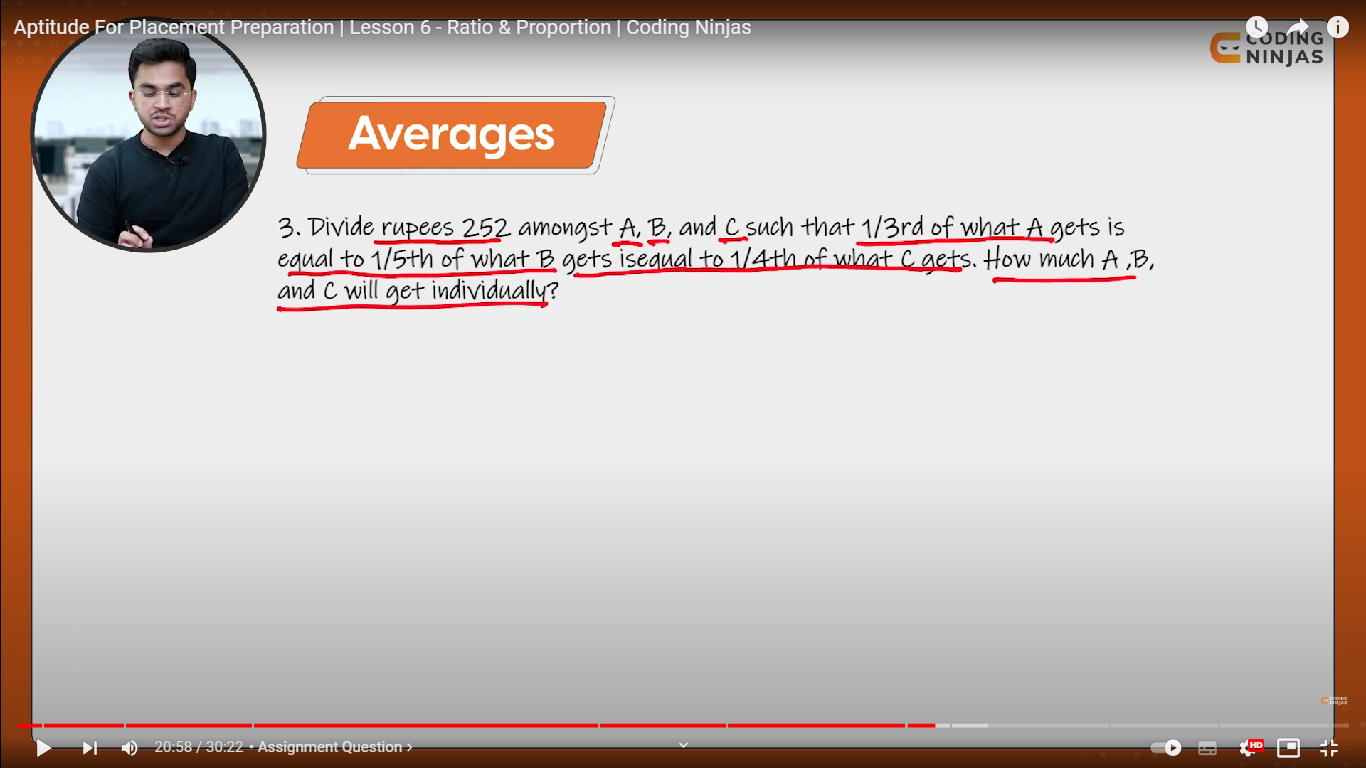 Aptitude For Placement Preparation | Lesson 6 - Ratio & Proportion | Coding Ninjas
CODING
NINJAS
Averages
3. Divide rupees 252 amongst A, B, and C such that 1/3rd of what A gets is
equal to 1/5th of what B gets isequal to 1/4th of what C gets. How much A ,B,
and C will get individually?
CODING
NINJAS
20:58 / 30:22 • Assignment Question >
HD